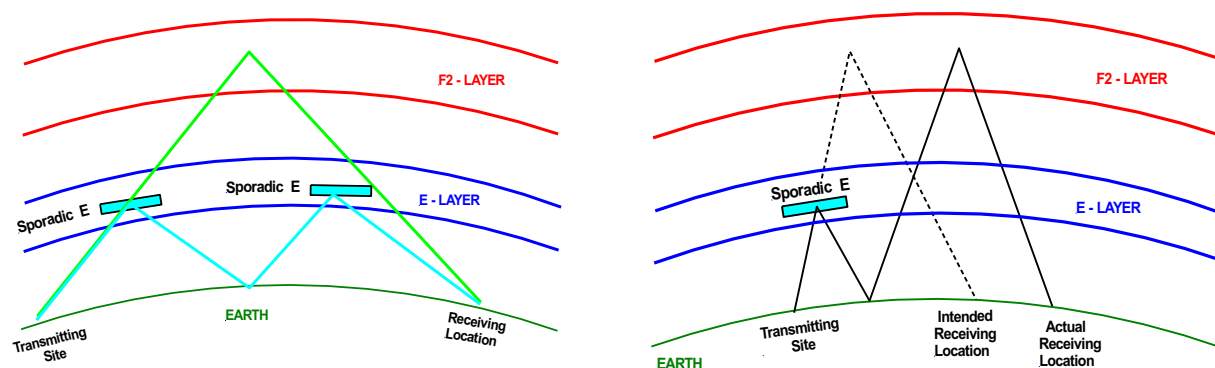 F2 - LAYER
Sporadic E
Sporadic E
E - LAYER
EARTH
Transmitting
Site
Receiving
Location
F2 - LAYER
Sporadic E
E - LAYER
Transmitting
Site
Intended
Receiving
Location
Actual
Receiving
Location
EARTH